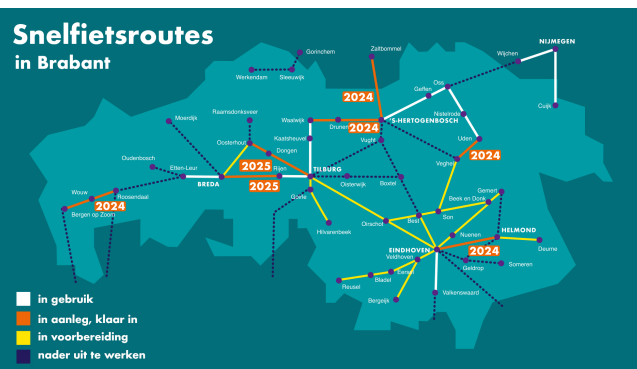 Snelfietsroutes
in Brabant
Gorinchem
Werkendam
Sleeuwijk
Zaltbommel
NIJMEGEN
Wijchen
Oss
Geffen
Cuijk
2024
Raamsdonksveer
Moerdijk
Waalwijk
Drunen
2024
'S-HERTOGENBOSCH
Nistelrode
Kaatsheuvel
Vught
Uden
Oosterhout
Dongen
2024
Oudenbosch
Etten-Leur
2025
Rijen
TILBURG
Veghel
BREDA
2025
Oisterwijk
Boxtel
Gemert
Wouw
Roosendaal
Goirle
Beek en Donk
2024
Bergen op Zoom
Hilvarenbeek
Oirschot
Best
Son
Nuenen
HELMOND
EINDHOVEN
2024
Deurne
Veldhoven
Geldrop
Someren
Eersel
Bladel
Reusel
Bergeijk
Valkenswaard
in gebruik
in aanleg, klaar in
in voorbereiding
nader uit te werken